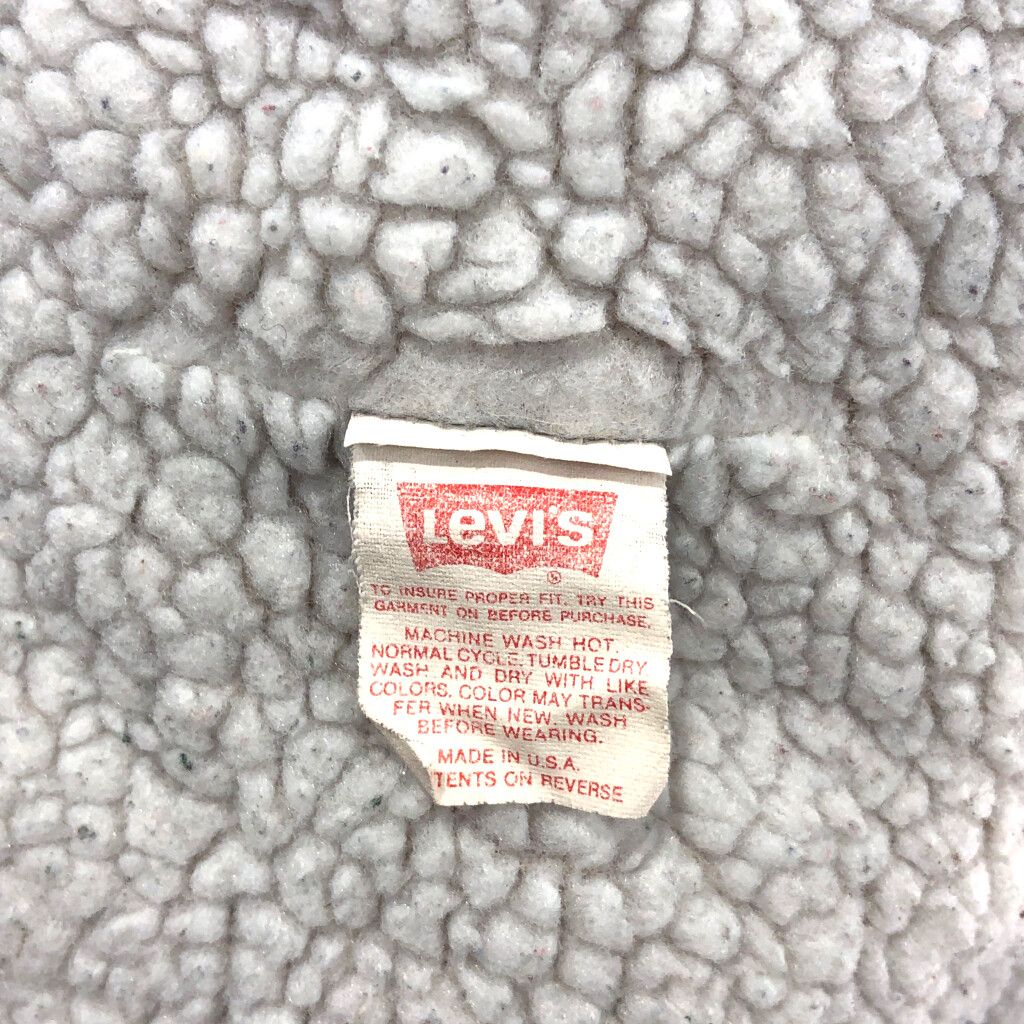 Levi's
®
TO INSURE PROPER FIT, TRY THIS
GARMENT ON BEFORE PURCHASE.
MACHINE WASH HOT.
NORMAL CYCLE. TUMBLE DRY
WASH AND DRY WITH LIKE
COLORS. COLOR MAY TRANS-
FER WHEN NEW. WASH
BEFORE WEARING.
MADE IN U.S.A.
TENTS ON REVERSE